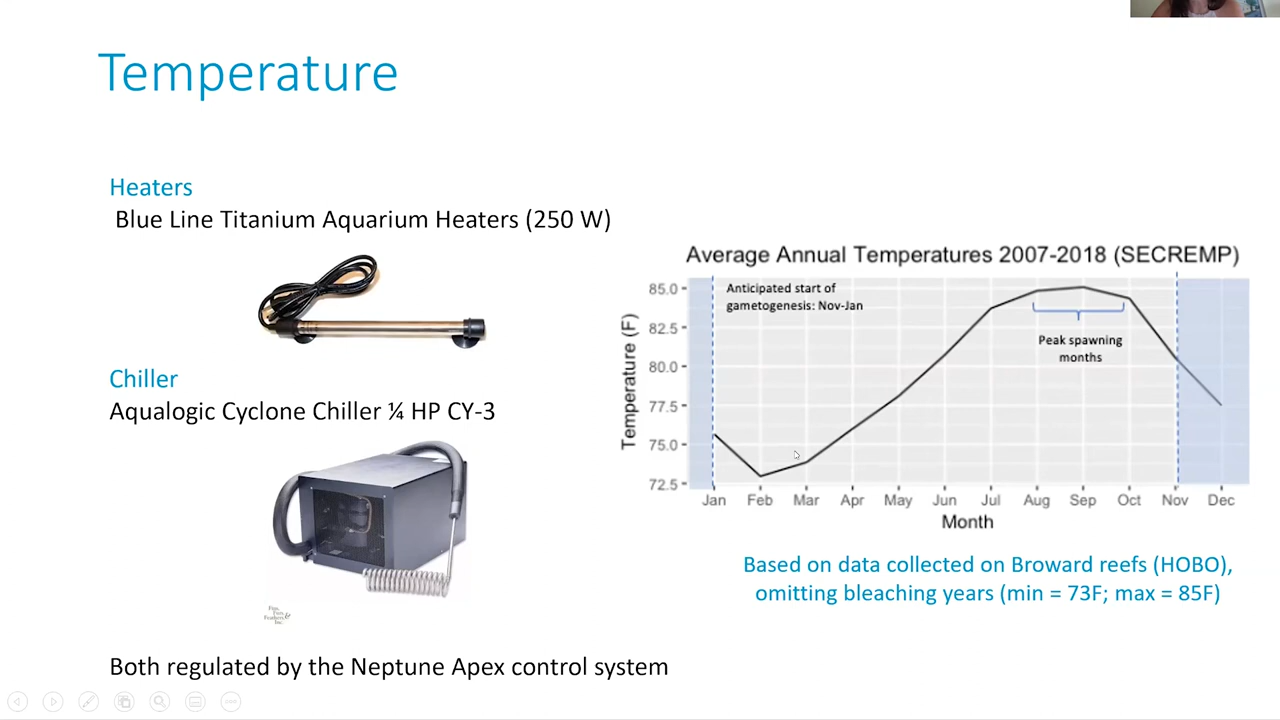 Temperature
Heaters
Blue Line Titanium Aquarium Heaters (250 W)
Chiller
Aqualogic Cyclone Chiller ¼ HP CY-3
Fins, Furs, Feathers & Inc.
Both regulated by the Neptune Apex control system
Average Annual Temperatures 2007-2018 (SECREMP)
Anticipated start of
gametogenesis: Nov-Jan
Peak spawning
months
Temperature (F)
85.0
82.5
80.0
77.5
75.0
72.5
Jan Feb Mar Apr May Jun Jul Aug Sep Oct Nov Dec
Month
Based on data collected on Broward reefs (HOBO),
omitting bleaching years (min = 73F; max = 85F)